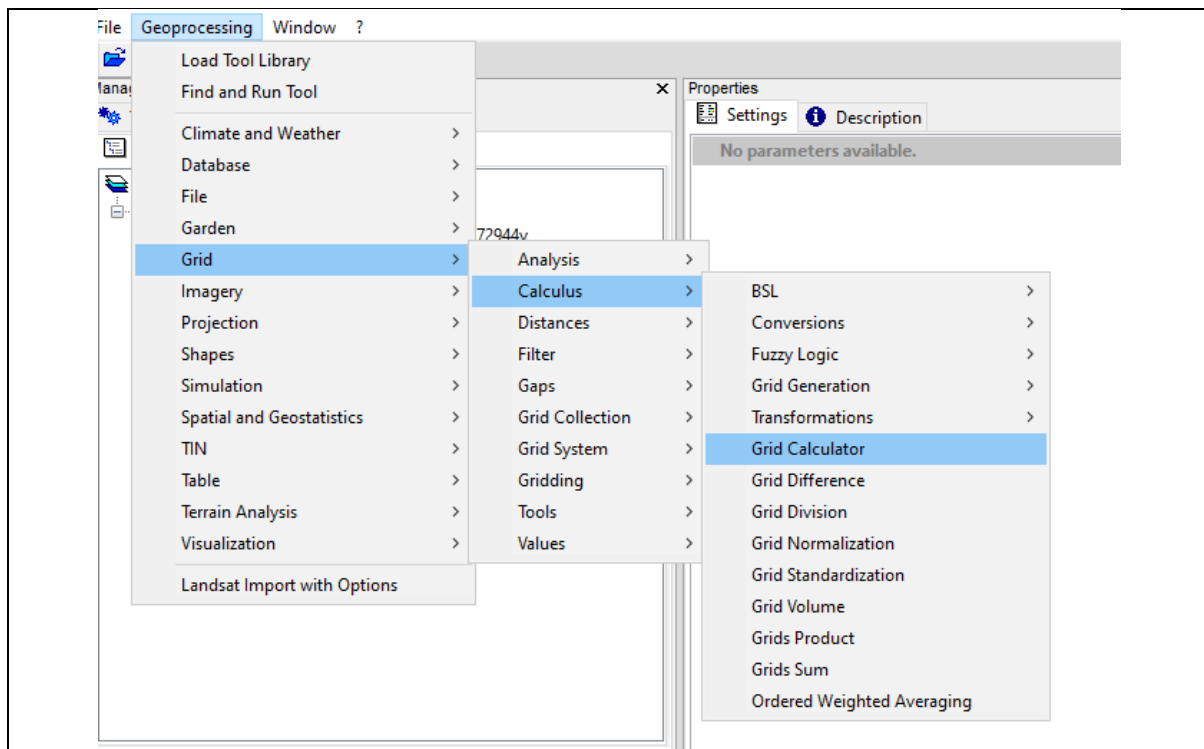 File Geoprocessing Window ?
Load Tool Library
Find and Run Tool
Climate and Weather
Database
File
Garden
Grid
Imagery
Projection
Shapes
Simulation
Spatial and Geostatistics
TIN
Table
Terrain Analysis
Visualization
Landsat Import with Options
72944v
Analysis
Calculus
Distances
Filter
Gaps
Grid Collection
Grid System
Gridding
Tools
Values
BSL
Conversions
Fuzzy Logic
Grid Generation
Transformations
Grid Calculator
Grid Difference
Grid Division
Grid Normalization
Grid Standardization
Grid Volume
Grids Product
Grids Sum
Ordered Weighted Averaging
Properties
Settings Description
No parameters available.